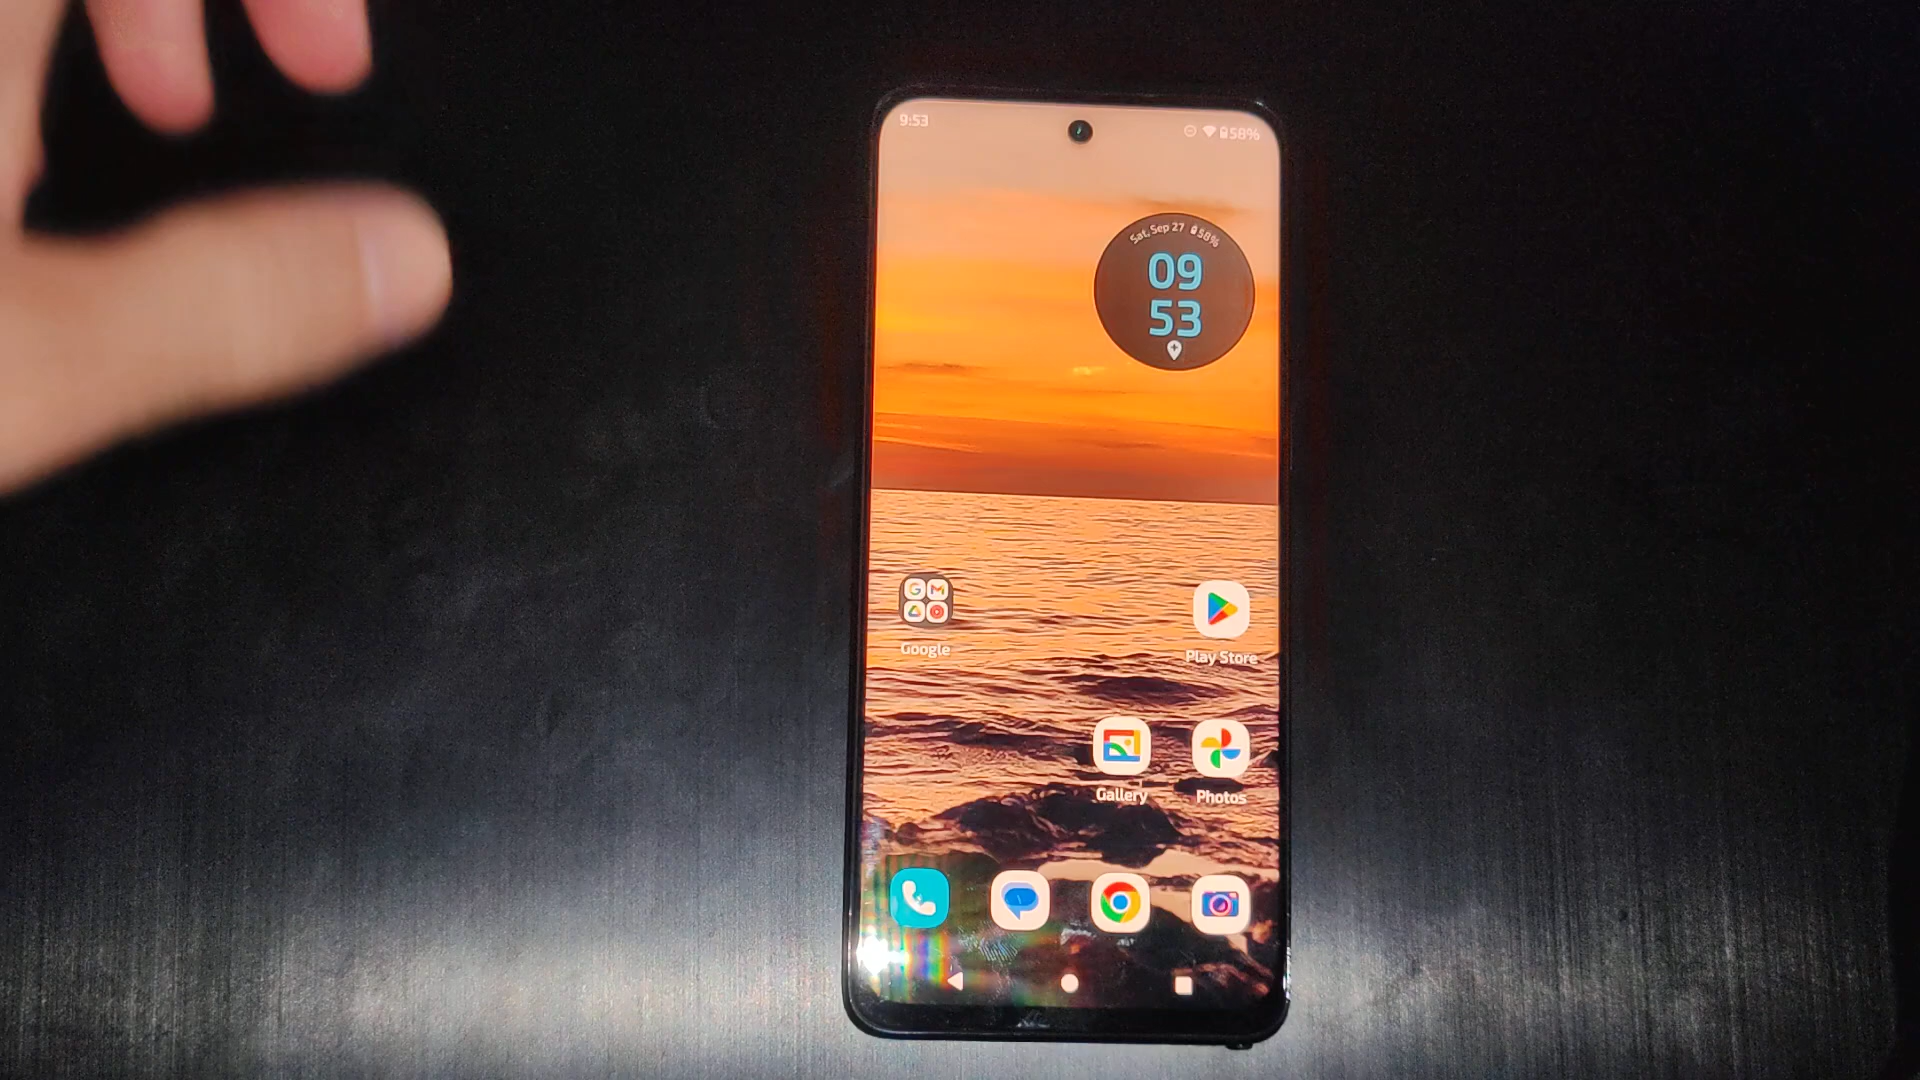 9:53
58%
Sat, Sep 27 58%
09
53
Google
Play Store
Gallery
Photos